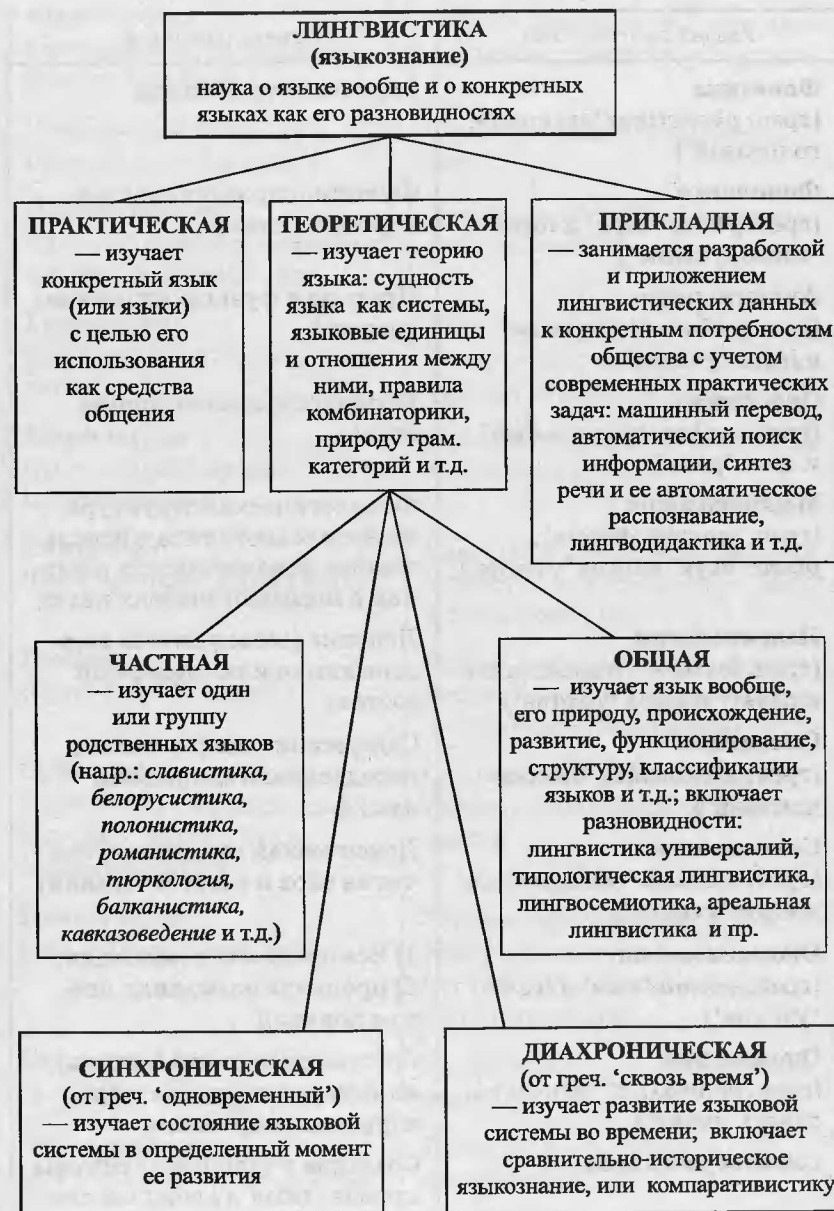 ЛИНГВИСТИКА
(языкознание)
наука о языке вообще и о конкретных
языках как его разновидностях
ПРАКТИЧЕСКАЯ
— изучает
конкретный язык
(или языки)
с целью его
использования
как средства
общения
ТЕОРЕТИЧЕСКАЯ
— изучает теорию
языка: судность
языка как системы,
языковые единицы
и отношения между
ними, правила
комбинаторики,
природу грам.
категорий и т.д.
ПРИКЛАДНАЯ
— занимается разработкой
и приложением
лингвистических данных
к конкретным потребностям
общества с учетом
современных практических
задач: машинный перевод,
автоматический поиск
информации, синтез
речи и ее автоматическое
распознавание,
лингводидактика и т.д.
ЧАСТНАЯ
— изучает один
или группу
родственных языков
(напр.: славистика,
белорусистика,
полонистика,
романистика,
тюркология,
балканистика,
кавказоведение и т.д.)
ОБЩАЯ
— изучает язык вообще,
его природу, происхождение,
развитие, функционирование,
структуру, классификации
языков и т.д.; включает
разновидности:
лингвистика универсалий,
типологическая лингвистика,
лингвосемиотика, ареальная
лингвистика и пр.
СИНХРОНИЧЕСКАЯ
(от греч. ‘одновременный’)
— изучает состояние языковой
системы в определенный момент
ее развития
ДИАХРОНИЧЕСКАЯ
(от греч. ‘сквозь время’)
— изучает развитие языковой
системы во времени; включает
сравнительно-историческое
языкознание, или компаративистику